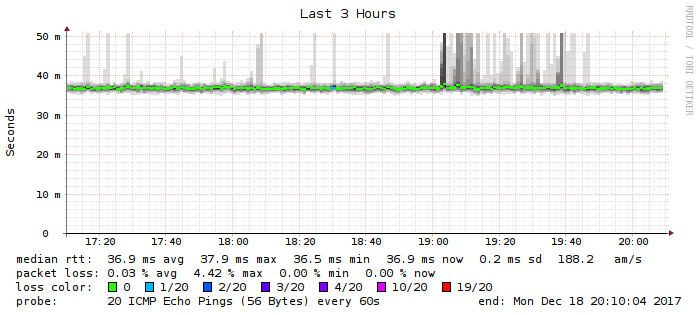 Last 3 Hours
RRDTOOL / TOBI OETIKER
Seconds
50 m
40 m
30 m
20 m
10 m
0
17:20 17:40 18:00 18:20 18:40 19:00 19:20 19:40 20:00
median rtt: 36.9 ms avg 37.9 ms max 36.5 ms min 36.9 ms now 0.2 ms sd 188.2 am/s
packet loss: 0.03 % avg 4.42 % max 0.00 % min 0.00 % now
loss color: 0 1/20 2/20 3/20 4/20 10/20 19/20
probe: 20 ICMP Echo Pings (56 Bytes) every 60s end: Mon Dec 18 20:10:04 2017